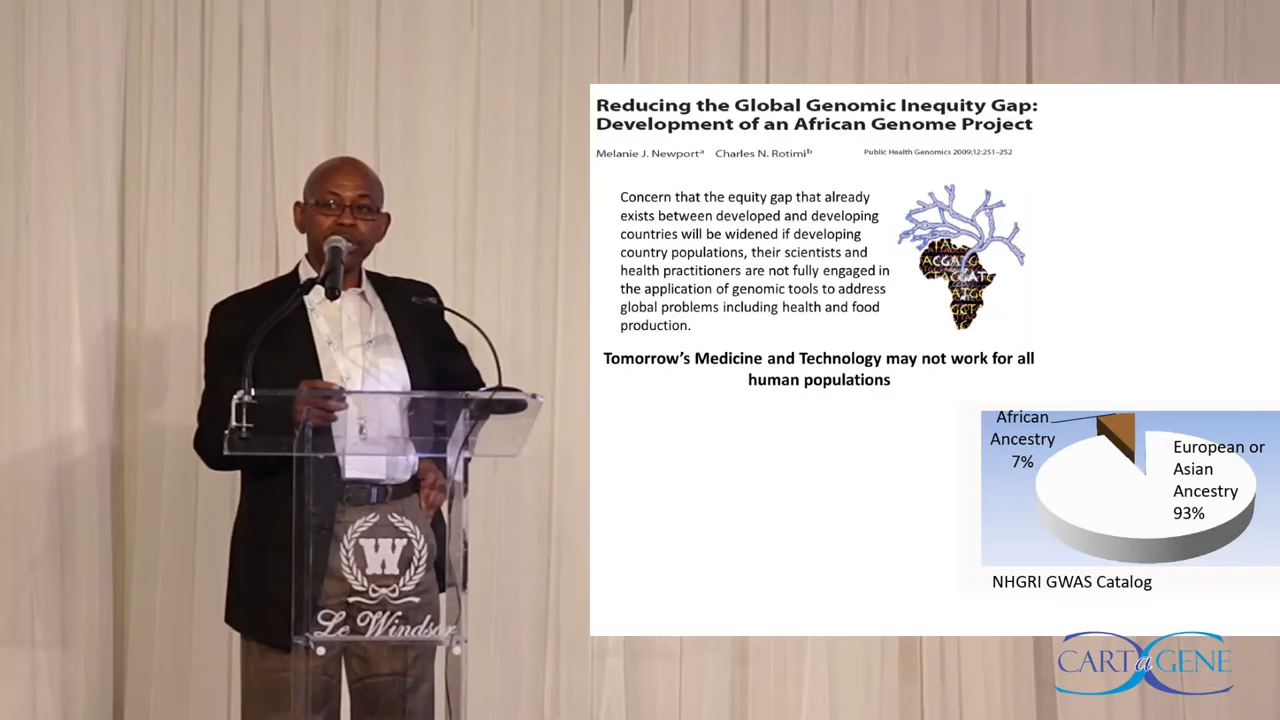 Reducing the Global Genomic Inequity Gap:
Development of an African Genome Project
Melanie J. Newportᵃ Charles N. Rotimiᵇ Public Health Genomics 2009;12:251–252
Concern that the equity gap that already
exists between developed and developing
countries will be widened if developing
country populations, their scientists and
health practitioners are not fully engaged in
the application of genomic tools to address
global problems including health and food
production.
Tomorrow's Medicine and Technology may not work for all
human populations
African
Ancestry
7%
European or
Asian
Ancestry
93%
NHGRI GWAS Catalog
W
Le Windsor
CARTaGENE